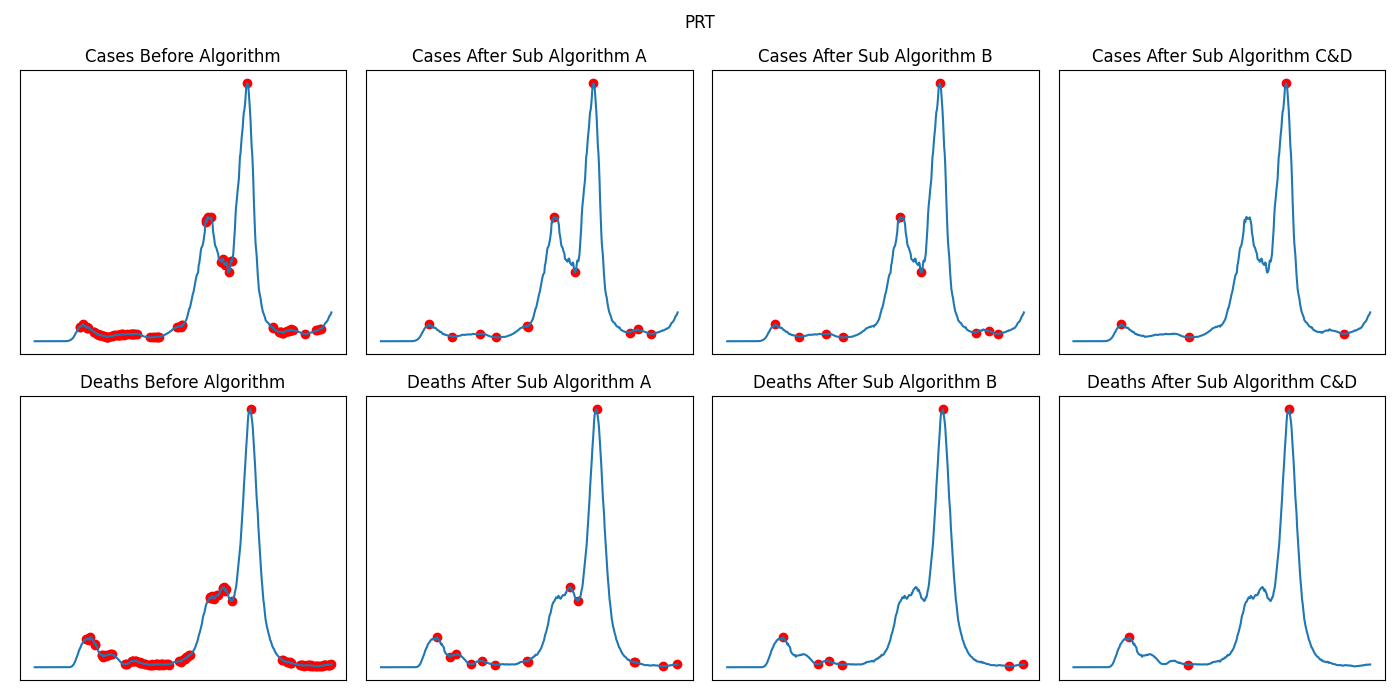 PRT
Cases Before Algorithm
Cases After Sub Algorithm A
Cases After Sub Algorithm B
Cases After Sub Algorithm C&D
Deaths Before Algorithm
Deaths After Sub Algorithm A
Deaths After Sub Algorithm B
Deaths After Sub Algorithm C&D